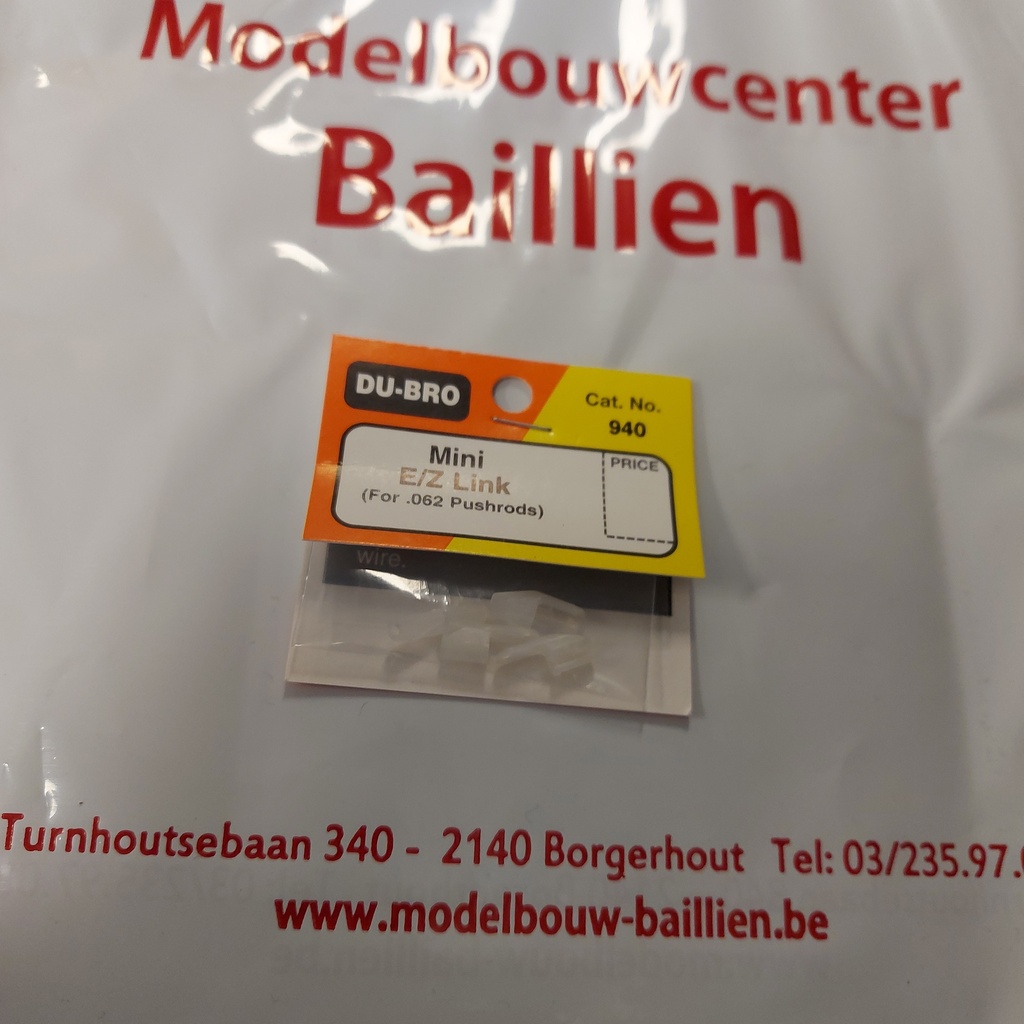 Modelbouwcenter
Baillien
DU-BRO
Cat. No.
940
Mini
E/Z Link
(For .062 Pushrods)
PRICE
wire.
Turnhoutsebaan 340 - 2140 Borgerhout Tel: 03/235.97.
www.modelbouw-baillien.be